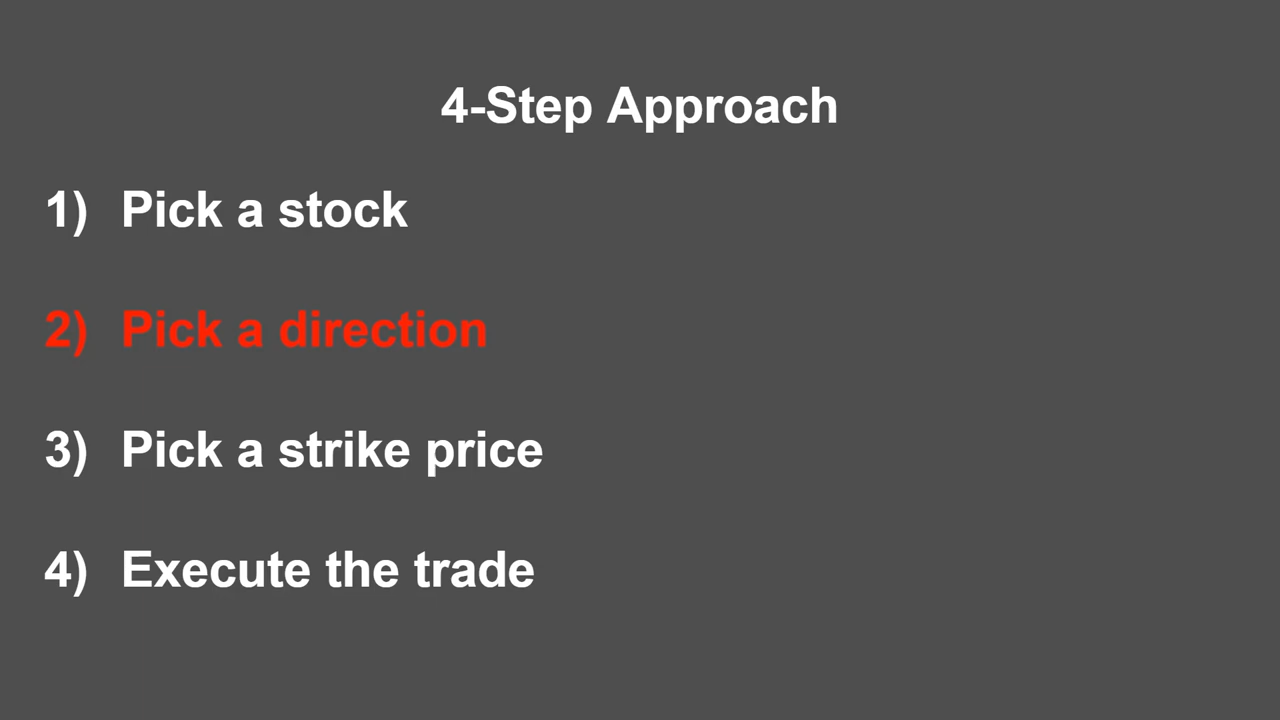 4-Step Approach
1) Pick a stock
2) Pick a direction
3) Pick a strike price
4) Execute the trade